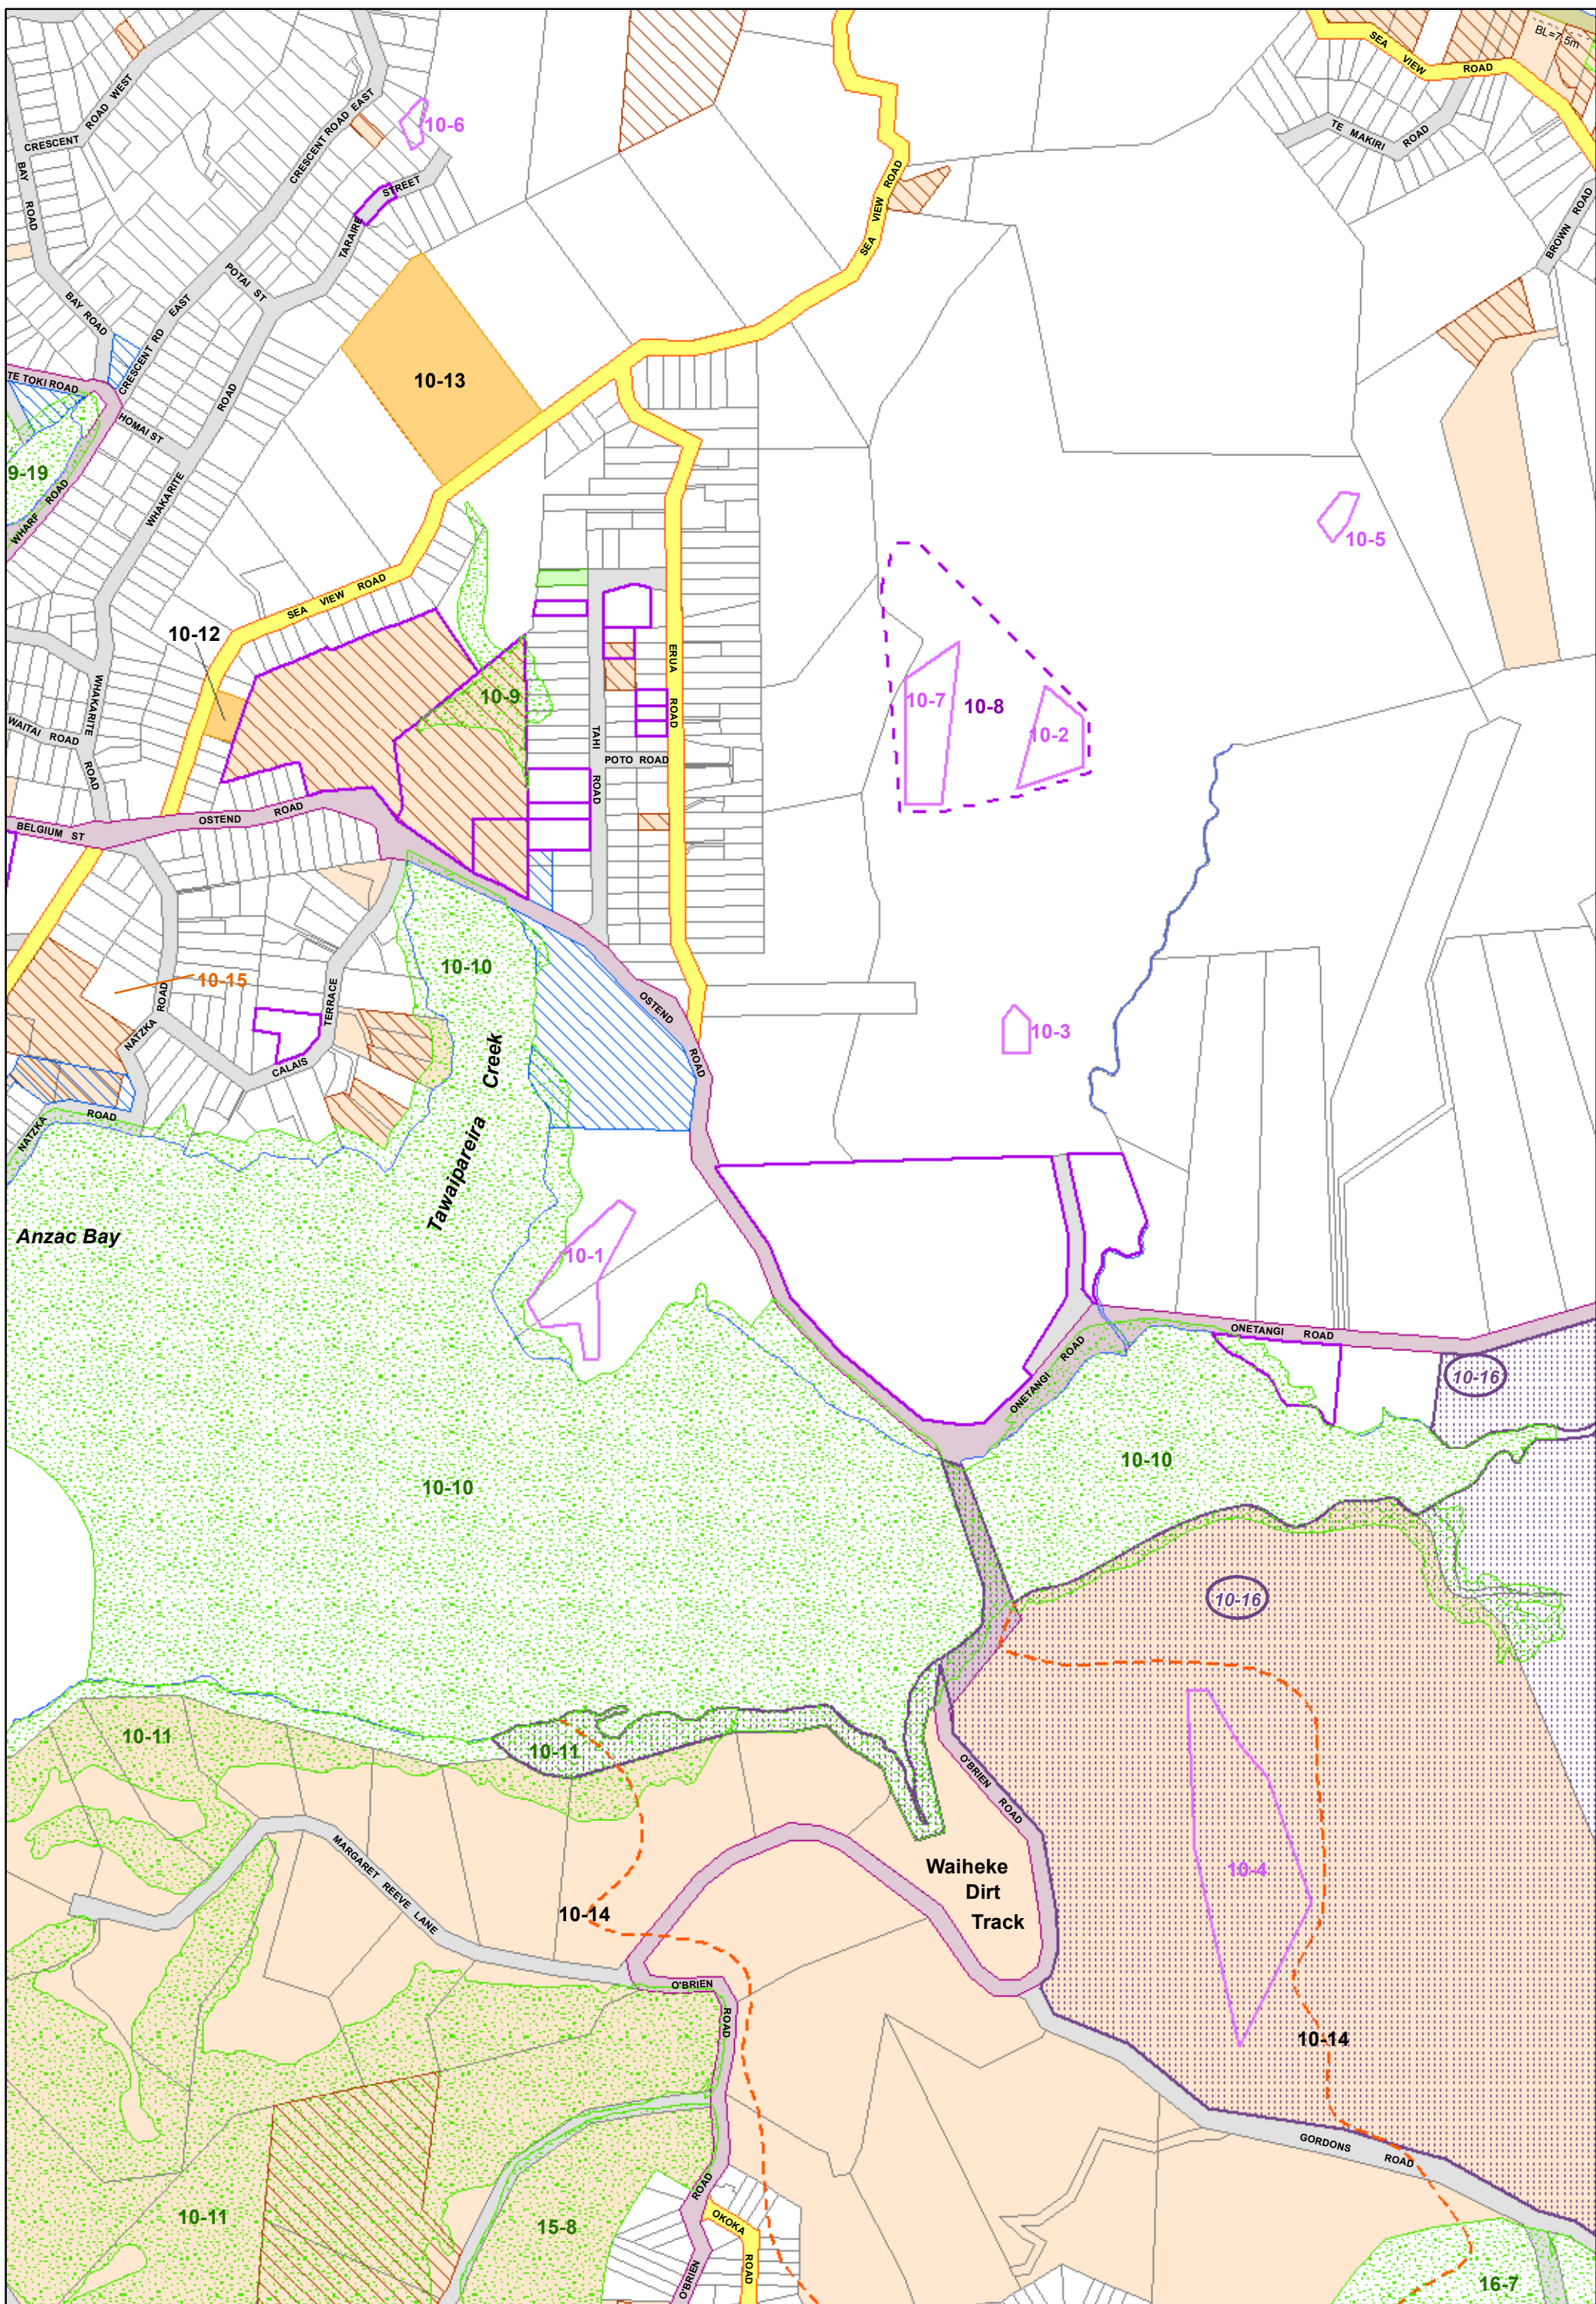 BL=7.5m
SEA VIEW ROAD
CRESCENT ROAD WEST
CRESCENT ROAD EAST
10-6
TE MAKIRI ROAD
BAY ROAD
STREET
TARAIRE
SEA VIEW ROAD
BROWN ROAD
POTAI ST
BAY ROAD
CRESCENT RD EAST
TE TOKI ROAD
10-13
ROAD
HOMAI ST
9-19
WHARF ROAD
WHAKARITE
10-5
SEA VIEW ROAD
10-12
10-9
ERUA ROAD
10-7
10-8
10-2
WHAKARITE ROAD
WAITAI ROAD
TAHI ROAD
POTO ROAD
BELGIUM ST
OSTEND ROAD
10-10
10-15
OSTEND ROAD
NATZKA ROAD
TERRACE
CALAIS
10-3
Tawaipareira Creek
NATZKA ROAD
Anzac Bay
10-1
ONETANGI ROAD
ONETANGI ROAD
10-16
10-10
10-10
10-16
10-11
10-11
O'BRIEN ROAD
MARGARET REEVE LANE
Waiheke
Dirt
Track
10-4
10-14
O'BRIEN ROAD
10-14
GORDONS ROAD
10-11
15-8
ROAD
O'BRIEN
OKOKA ROAD
16-7